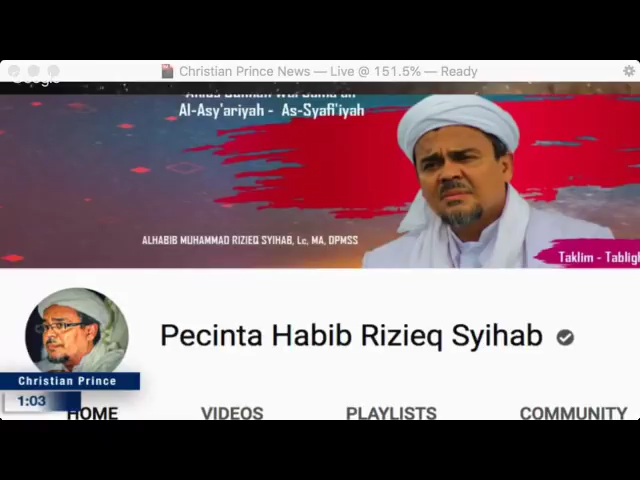 Christian Prince News — Live @ 151.5% — Ready
Google
Al-Asy'ariyah - As-Syafi'iyah
ALHABIB MUHAMMAD RIZIEQ SYIHAB, Lc, MA, DPMSS
Taklim - Tabligh
Pecinta Habib Rizieq Syihab
Christian Prince
1:03
HOME VIDEOS PLAYLISTS COMMUNITY